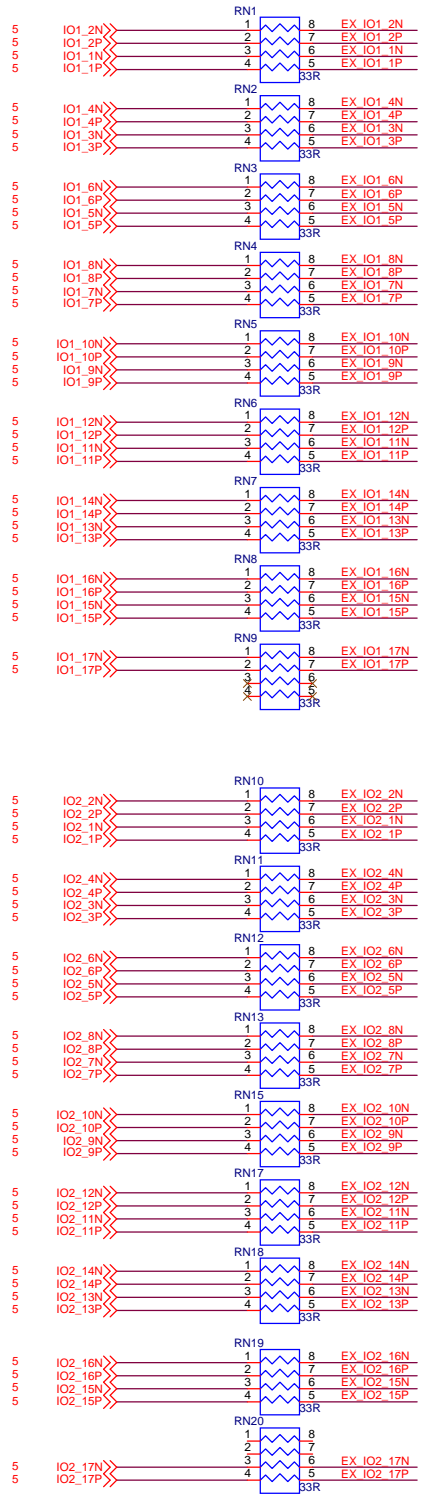 RN1
5 IO1_2N 1 8 EX_IO1_2N
5 IO1_2P 2 7 EX_IO1_2P
5 IO1_1N 3 6 EX_IO1_1N
5 IO1_1P 4 5 EX_IO1_1P
33R
RN2
5 IO1_4N 1 8 EX_IO1_4N
5 IO1_4P 2 7 EX_IO1_4P
5 IO1_3N 3 6 EX_IO1_3N
5 IO1_3P 4 5 EX_IO1_3P
33R
RN3
5 IO1_6N 1 8 EX_IO1_6N
5 IO1_6P 2 7 EX_IO1_6P
5 IO1_5N 3 6 EX_IO1_5N
5 IO1_5P 4 5 EX_IO1_5P
33R
RN4
5 IO1_8N 1 8 EX_IO1_8N
5 IO1_8P 2 7 EX_IO1_8P
5 IO1_7N 3 6 EX_IO1_7N
5 IO1_7P 4 5 EX_IO1_7P
33R
RN5
5 IO1_10N 1 8 EX_IO1_10N
5 IO1_10P 2 7 EX_IO1_10P
5 IO1_9N 3 6 EX_IO1_9N
5 IO1_9P 4 5 EX_IO1_9P
33R
RN6
5 IO1_12N 1 8 EX_IO1_12N
5 IO1_12P 2 7 EX_IO1_12P
5 IO1_11N 3 6 EX_IO1_11N
5 IO1_11P 4 5 EX_IO1_11P
33R
RN7
5 IO1_14N 1 8 EX_IO1_14N
5 IO1_14P 2 7 EX_IO1_14P
5 IO1_13N 3 6 EX_IO1_13N
5 IO1_13P 4 5 EX_IO1_13P
33R
RN8
5 IO1_16N 1 8 EX_IO1_16N
5 IO1_16P 2 7 EX_IO1_16P
5 IO1_15N 3 6 EX_IO1_15N
5 IO1_15P 4 5 EX_IO1_15P
33R
RN9
5 IO1_17N 1 8 EX_IO1_17N
5 IO1_17P 2 7 EX_IO1_17P
3 6
4 5
33R
RN10
5 IO2_2N 1 8 EX_IO2_2N
5 IO2_2P 2 7 EX_IO2_2P
5 IO2_1N 3 6 EX_IO2_1N
5 IO2_1P 4 5 EX_IO2_1P
33R
RN11
5 IO2_4N 1 8 EX_IO2_4N
5 IO2_4P 2 7 EX_IO2_4P
5 IO2_3N 3 6 EX_IO2_3N
5 IO2_3P 4 5 EX_IO2_3P
33R
RN12
5 IO2_6N 1 8 EX_IO2_6N
5 IO2_6P 2 7 EX_IO2_6P
5 IO2_5N 3 6 EX_IO2_5N
5 IO2_5P 4 5 EX_IO2_5P
33R
RN13
5 IO2_8N 1 8 EX_IO2_8N
5 IO2_8P 2 7 EX_IO2_8P
5 IO2_7N 3 6 EX_IO2_7N
5 IO2_7P 4 5 EX_IO2_7P
33R
RN15
5 IO2_10N 1 8 EX_IO2_10N
5 IO2_10P 2 7 EX_IO2_10P
5 IO2_9N 3 6 EX_IO2_9N
5 IO2_9P 4 5 EX_IO2_9P
33R
RN17
5 IO2_12N 1 8 EX_IO2_12N
5 IO2_12P 2 7 EX_IO2_12P
5 IO2_11N 3 6 EX_IO2_11N
5 IO2_11P 4 5 EX_IO2_11P
33R
RN18
5 IO2_14N 1 8 EX_IO2_14N
5 IO2_14P 2 7 EX_IO2_14P
5 IO2_13N 3 6 EX_IO2_13N
5 IO2_13P 4 5 EX_IO2_13P
33R
RN19
5 IO2_16N 1 8 EX_IO2_16N
5 IO2_16P 2 7 EX_IO2_16P
5 IO2_15N 3 6 EX_IO2_15N
5 IO2_15P 4 5 EX_IO2_15P
33R
RN20
1 8
2 7
5 IO2_17N 3 6 EX_IO2_17N
5 IO2_17P 4 5 EX_IO2_17P
33R